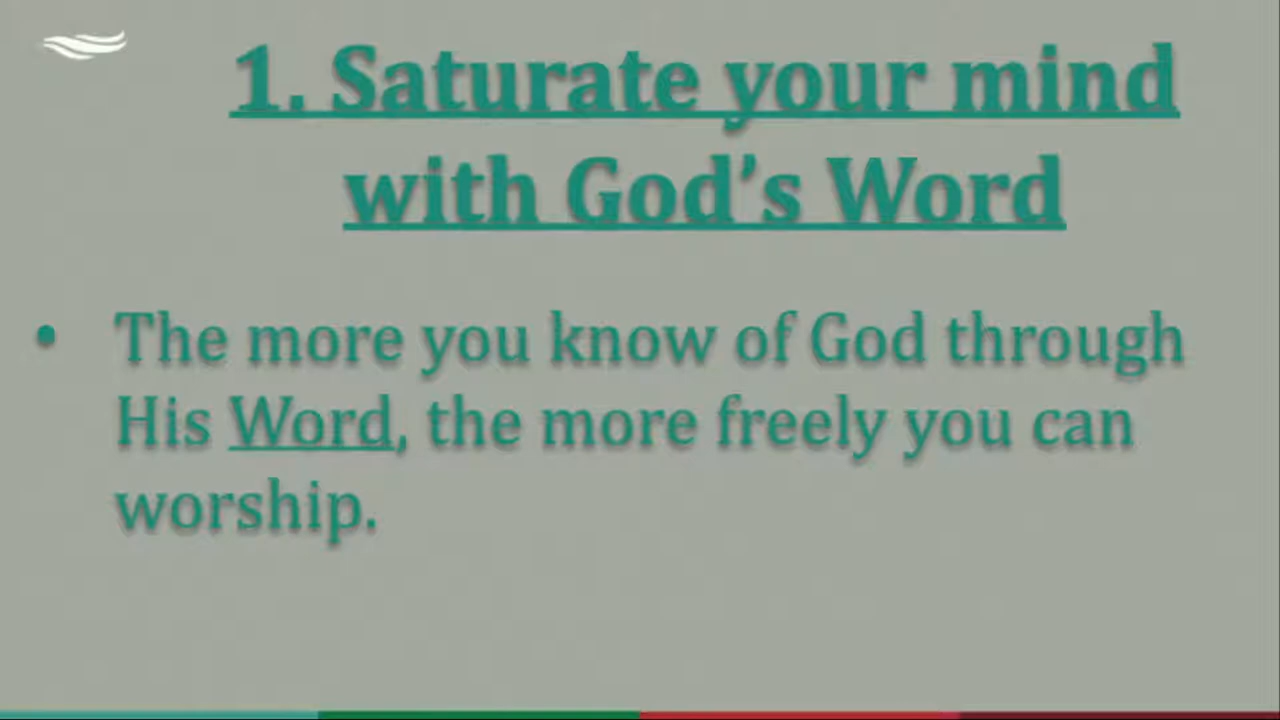 1. Saturate your mind
with God’s Word
• The more you know of God through
His Word, the more freely you can
worship.